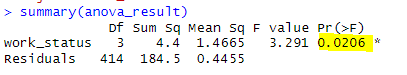 > summary(anova_result)
Df Sum Sq Mean Sq F value Pr(>F)
work_status 3 4.4 1.4665 3.291 0.0206 *
Residuals 414 184.5 0.4455